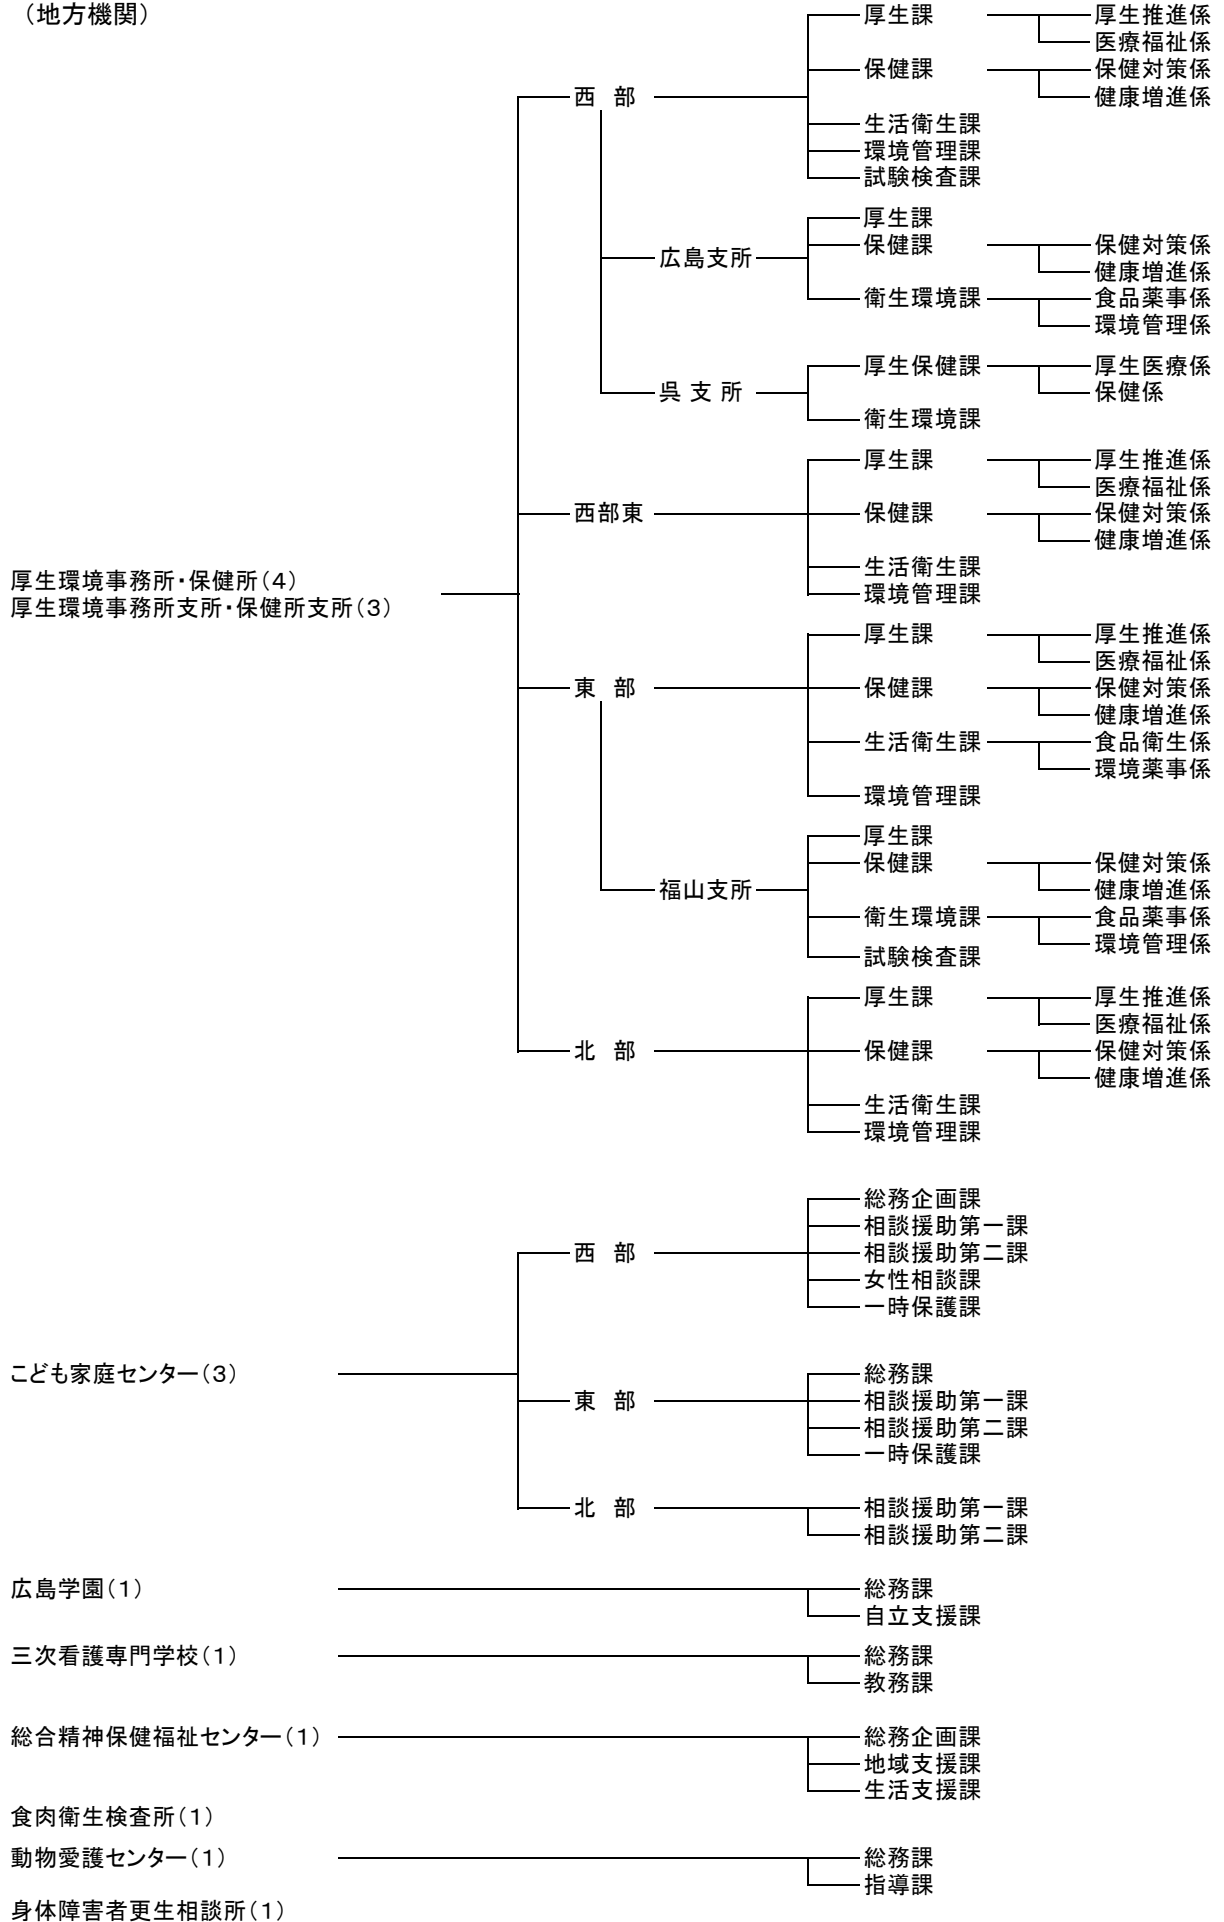 （地方機関）
厚生課 厚生推進係
医療福祉係
保健課 保健対策係
西 部 健康増進係
生活衛生課
環境管理課
試験検査課
厚生課
保健課 保健対策係
広島支所 健康増進係
衛生環境課 食品薬事係
環境管理係
厚生保健課 厚生医療係
呉 支 所 保健係
衛生環境課
厚生課 厚生推進係
医療福祉係
西部東 保健課 保健対策係
健康増進係
生活衛生課
厚生環境事務所・保健所（４）
環境管理課
厚生環境事務所支所・保健所支所（３）
厚生課 厚生推進係
医療福祉係
東 部 保健課 保健対策係
健康増進係
生活衛生課 食品衛生係
環境薬事係
環境管理課
厚生課
保健課 保健対策係
福山支所 健康増進係
衛生環境課 食品薬事係
環境管理係
試験検査課
厚生課 厚生推進係
医療福祉係
北 部 保健課 保健対策係
健康増進係
生活衛生課
環境管理課
総務企画課
相談援助第一課
西 部 相談援助第二課
女性相談課
一時保護課
こども家庭センター（３） 総務課
東 部 相談援助第一課
相談援助第二課
一時保護課
北 部 相談援助第一課
相談援助第二課
広島学園（１） 総務課
自立支援課
三次看護専門学校（１） 総務課
教務課
総合精神保健福祉センター（１） 総務企画課
地域支援課
生活支援課
食肉衛生検査所（１）
動物愛護センター（１） 総務課
指導課
身体障害者更生相談所（１）